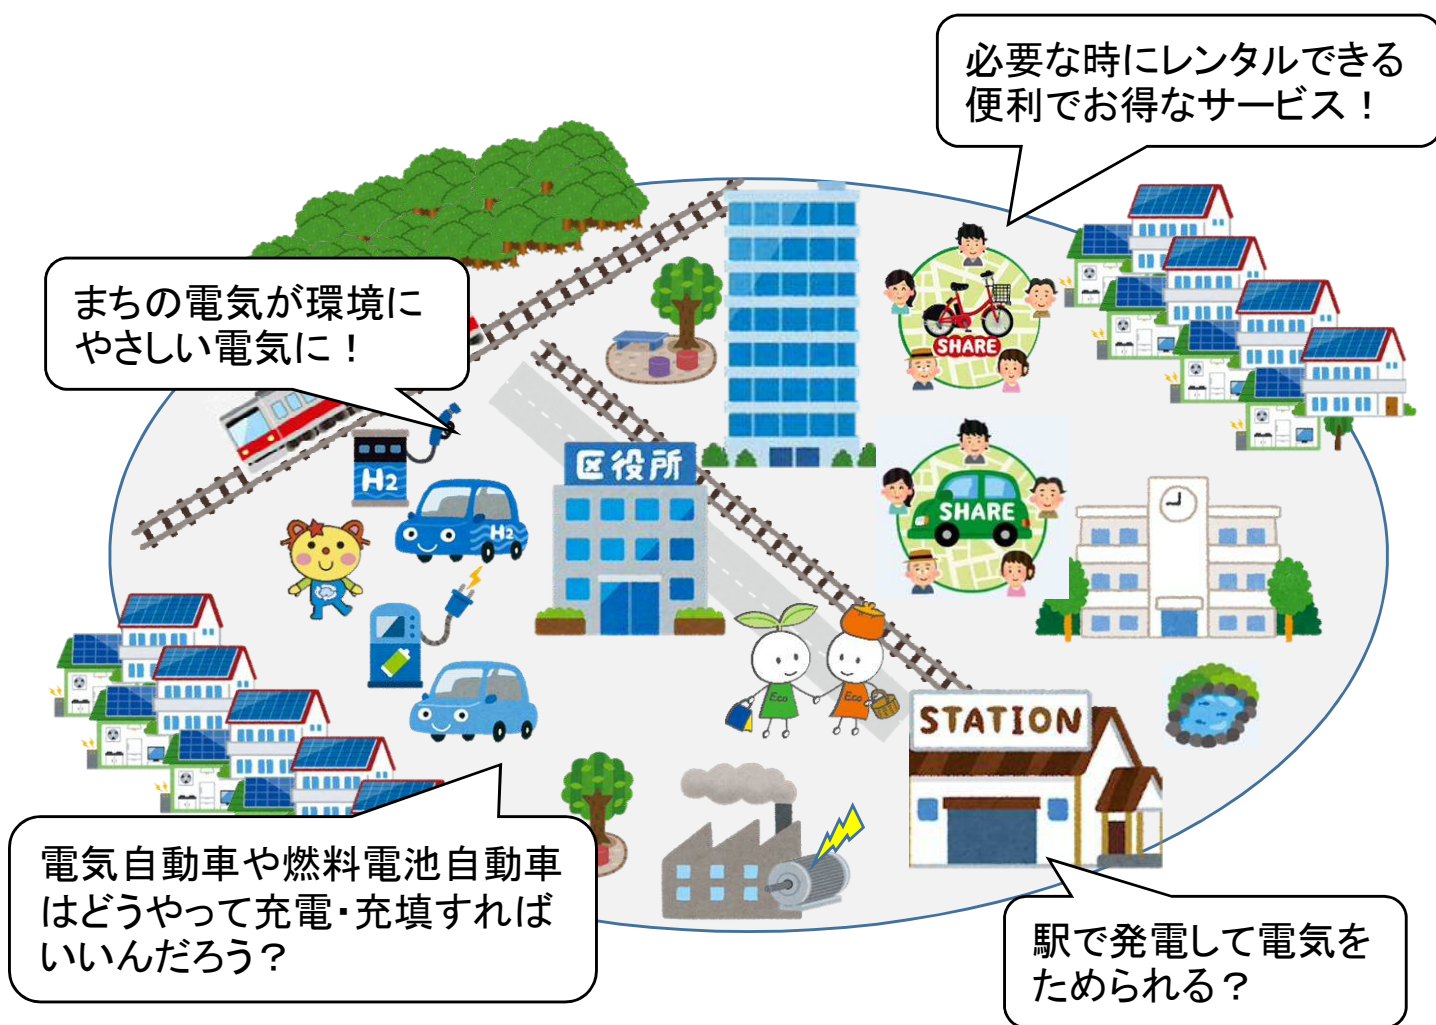 必要な時にレンタルできる
便利でお得なサービス！
まちの電気が環境に
やさしい電気に！
SHARE
H2
区役所
H2
SHARE
Eco
Eco
STATION
電気自動車や燃料電池自動車
はどうやって充電・充填すれば
いいんだろう？
駅で発電して電気を
ためられる？